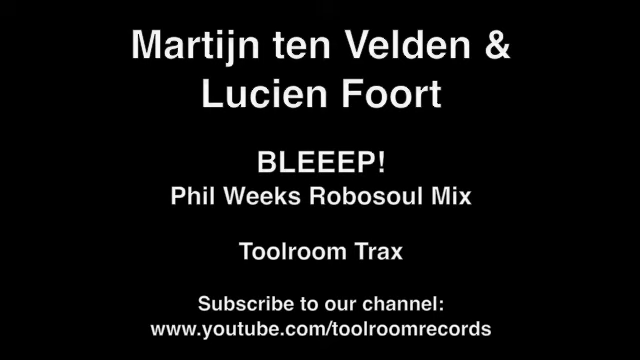 Martijn ten Velden &
Lucien Foort
BLEEEP!
Phil Weeks Robosoul Mix
Toolroom Trax
Subscribe to our channel:
www.youtube.com/toolroomrecords